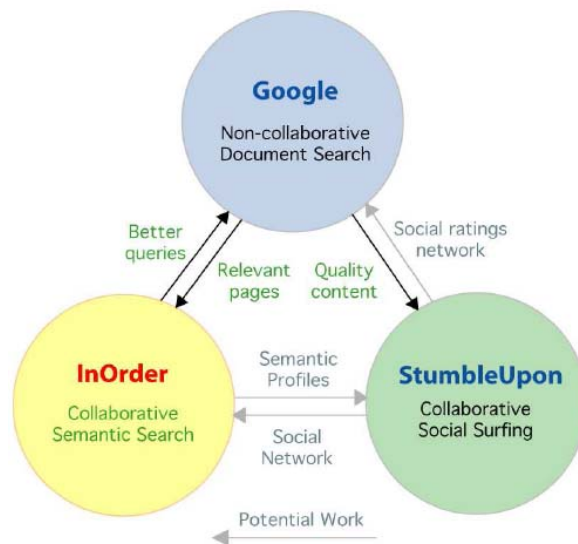 Google
Non-collaborative
Document Search
Better
queries
Relevant
pages
Quality
content
Social ratings
network
InOrder
Collaborative
Semantic Search
Semantic
Profiles
Social
Network
StumbleUpon
Collaborative
Social Surfing
Potential Work